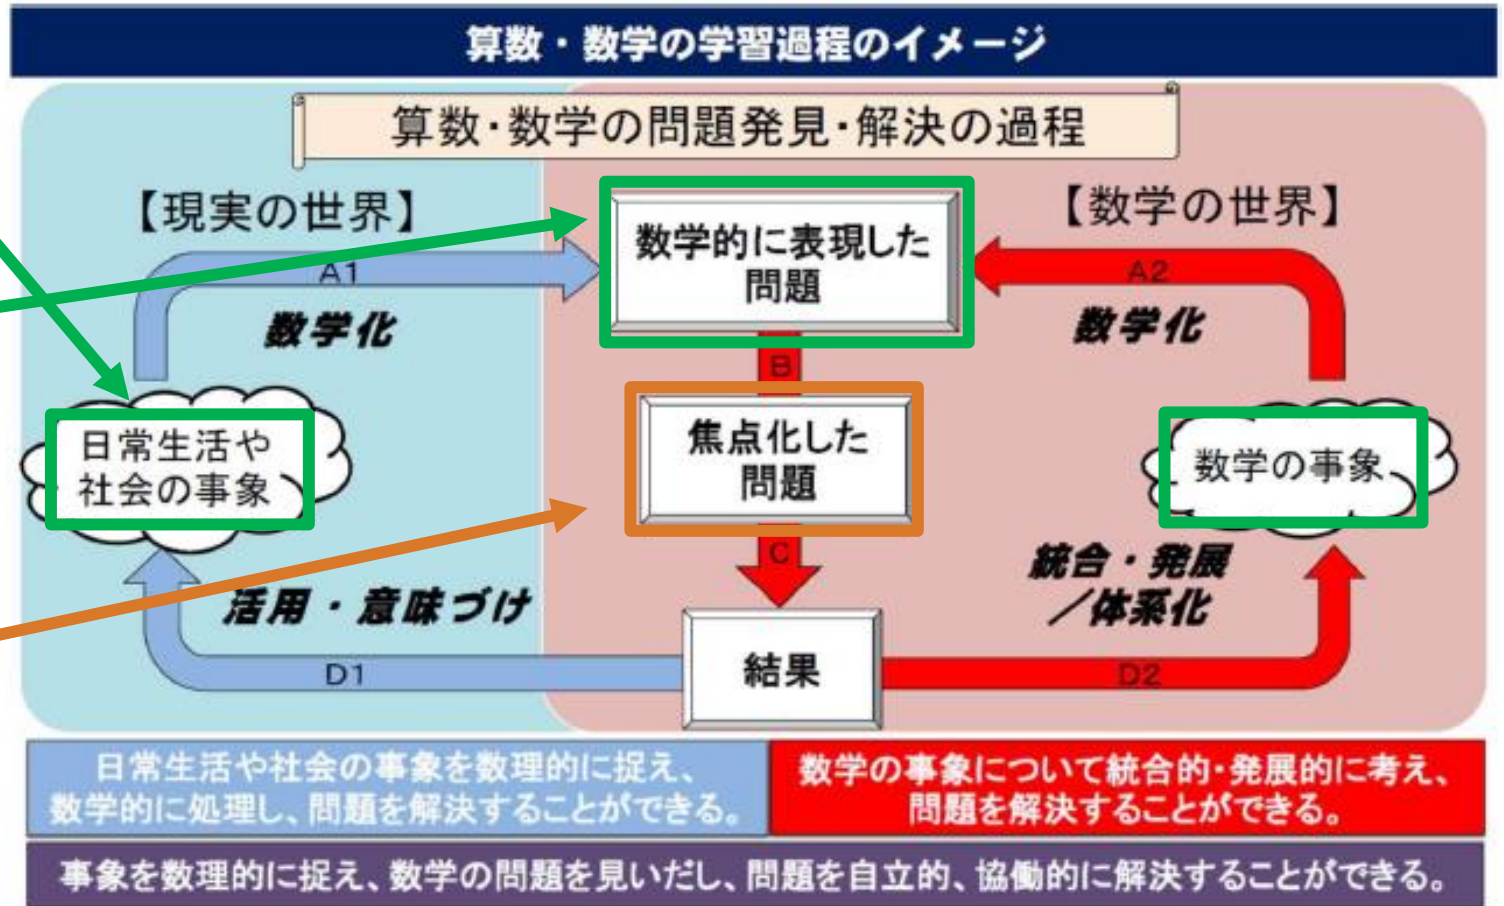 算数・数学の学習過程のイメージ
算数・数学の問題発見・解決の過程
【現実の世界】
【数学の世界】
数学的に表現した
問題
A1
数学化
A2
数学化
B
焦点化した
問題
日常生活や
社会の事象
数学の事象
C
活用・意味づけ
統合・発展
／体系化
結果
D1
D2
日常生活や社会の事象を数理的に捉え、
数学的に処理し、問題を解決することができる。
数学の事象について統合的・発展的に考え、
問題を解決することができる。
事象を数理的に捉え、数学の問題を見いだし、問題を自立的、協働的に解決することができる。